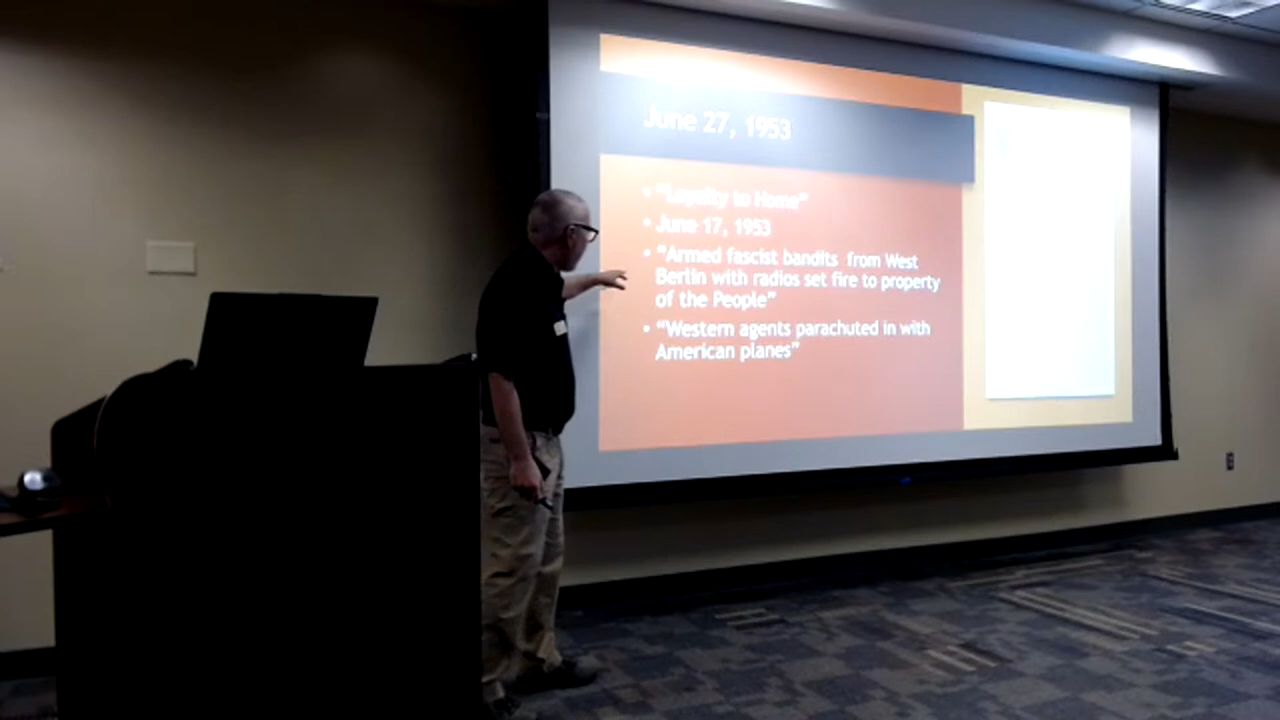 June 27, 1953
• "Loyalty to Home"
• June 17, 1953
• "Armed fascist bandits from West
Berlin with radios set fire to property
of the People"
• "Western agents parachuted in with
American planes"